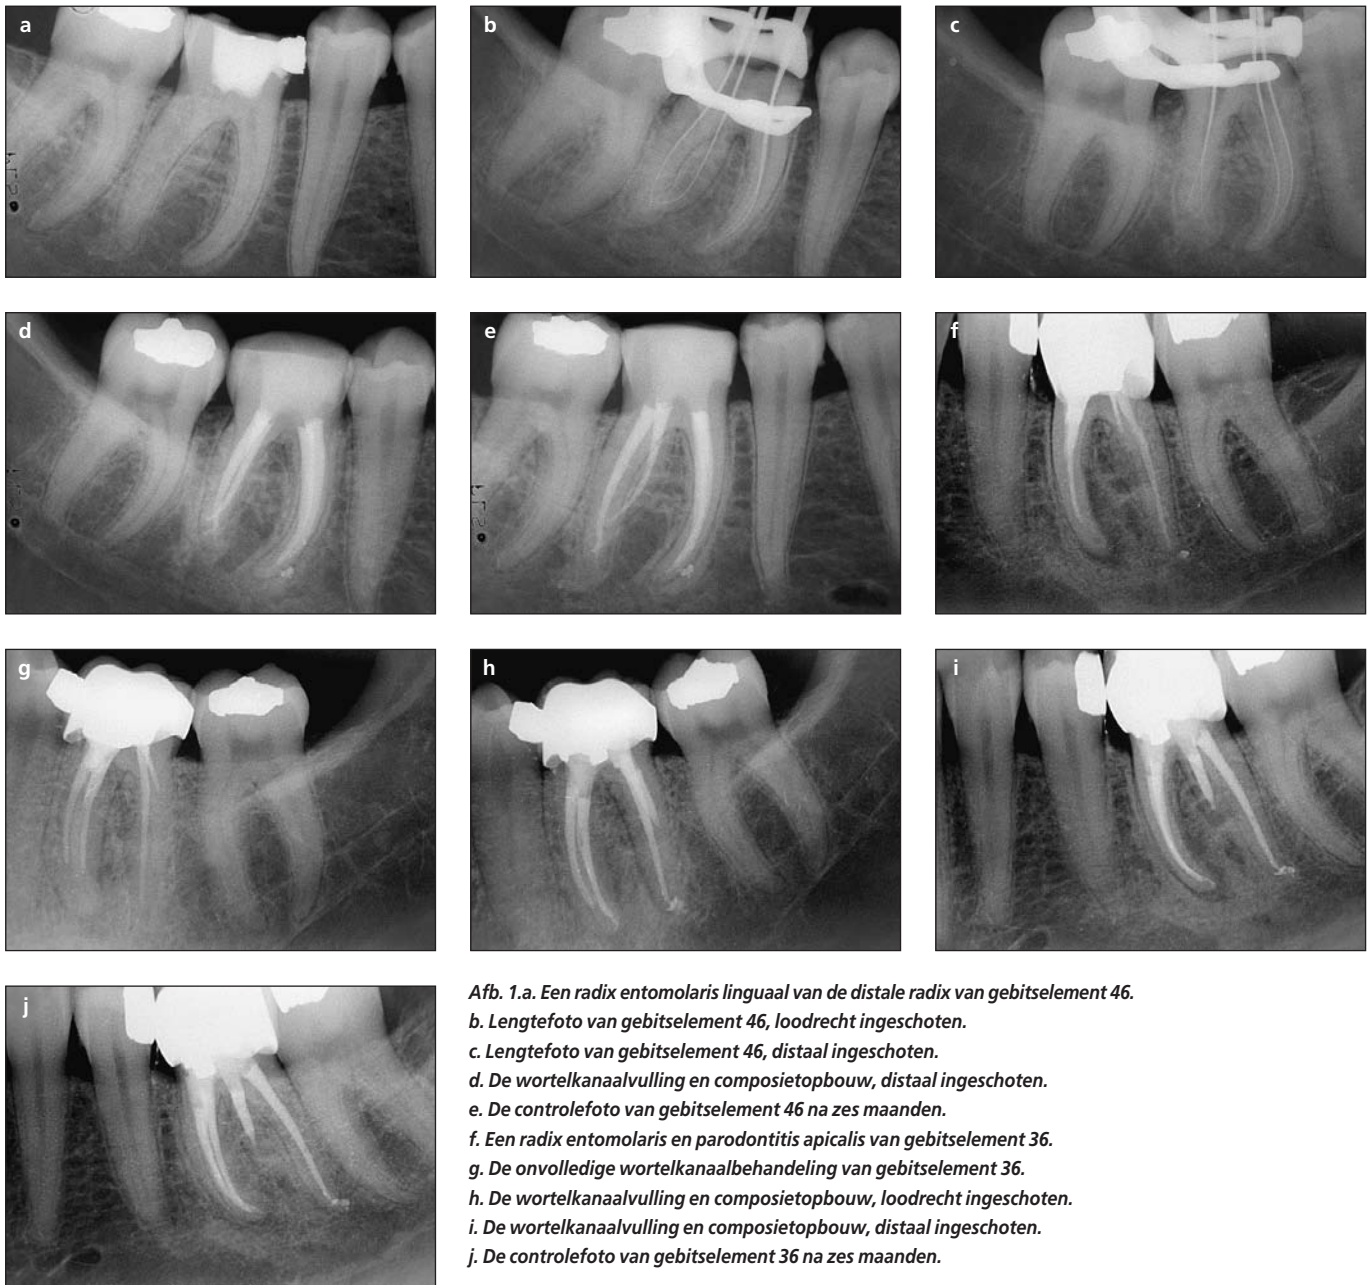 a
b
c
d
e
f
g
h
i
j
Afb. 1.a. Een radix entomolaris linguaal van de distale radix van gebitselement 46.
b. Lengtefoto van gebitselement 46, loodrecht ingeschoten.
c. Lengtefoto van gebitselement 46, distaal ingeschoten.
d. De wortelkanaalvulling en composietopbouw, distaal ingeschoten.
e. De controlefoto van gebitselement 46 na zes maanden.
f. Een radix entomolaris en parodontitis apicalis van gebitselement 36.
g. De onvolledige wortelkanaalbehandeling van gebitselement 36.
h. De wortelkanaalvulling en composietopbouw, loodrecht ingeschoten.
i. De wortelkanaalvulling en composietopbouw, distaal ingeschoten.
j. De controlefoto van gebitselement 36 na zes maanden.